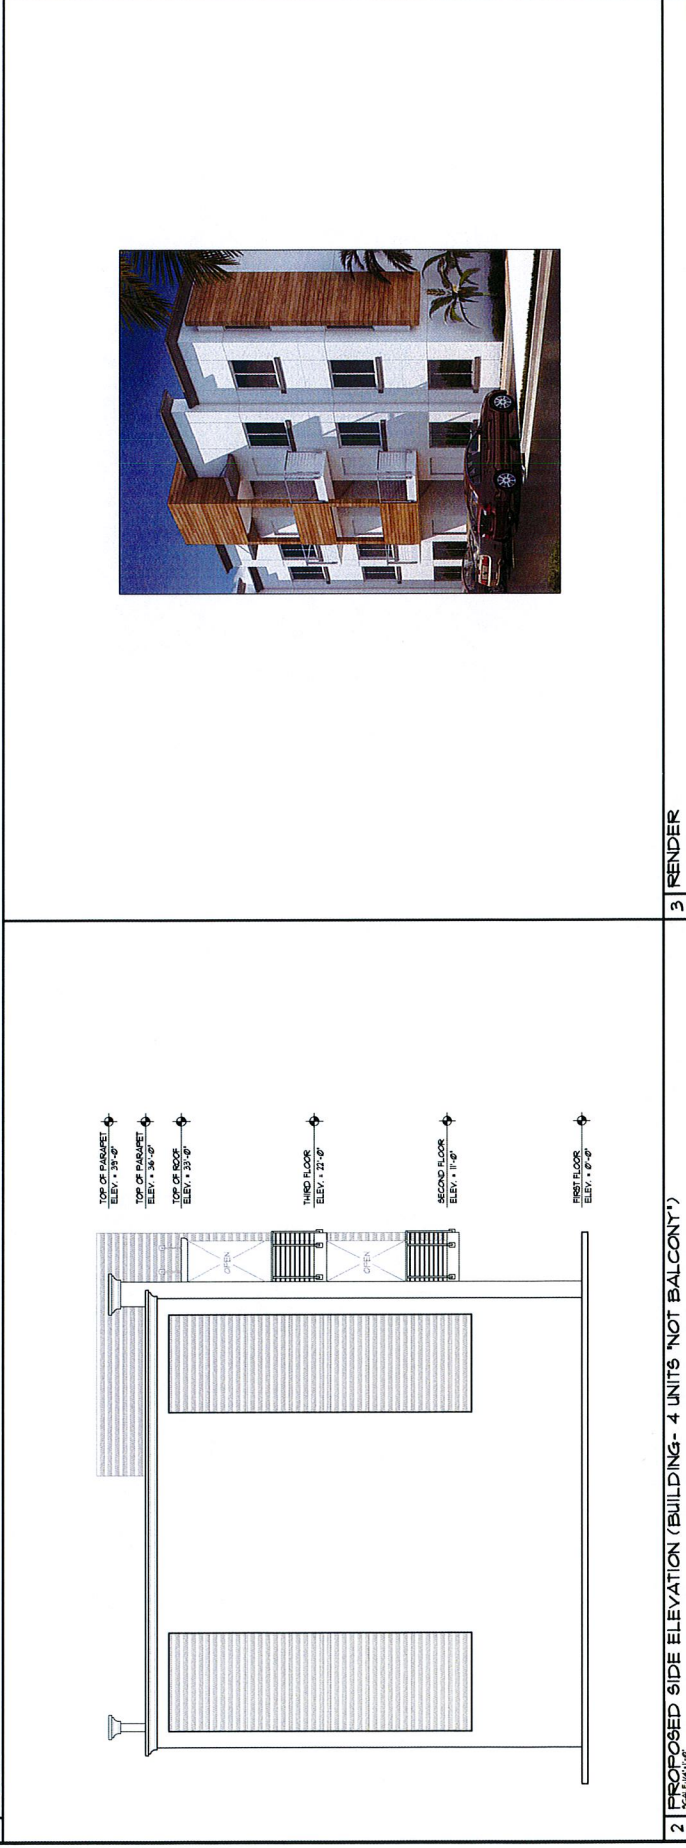 TOP OF PARAPET
ELEV. = 39'-0"
TOP OF PARAPET
ELEV. = 36'-0"
TOP OF ROOF
ELEV. = 33'-0"
THIRD FLOOR
ELEV. = 22'-0"
SECOND FLOOR
ELEV. = 11'-0"
FIRST FLOOR
ELEV. = 0'-0"
OPEN
OPEN
2 PROPOSED SIDE ELEVATION (BUILDING- 4 UNITS "NOT BALCONY")
3 RENDER